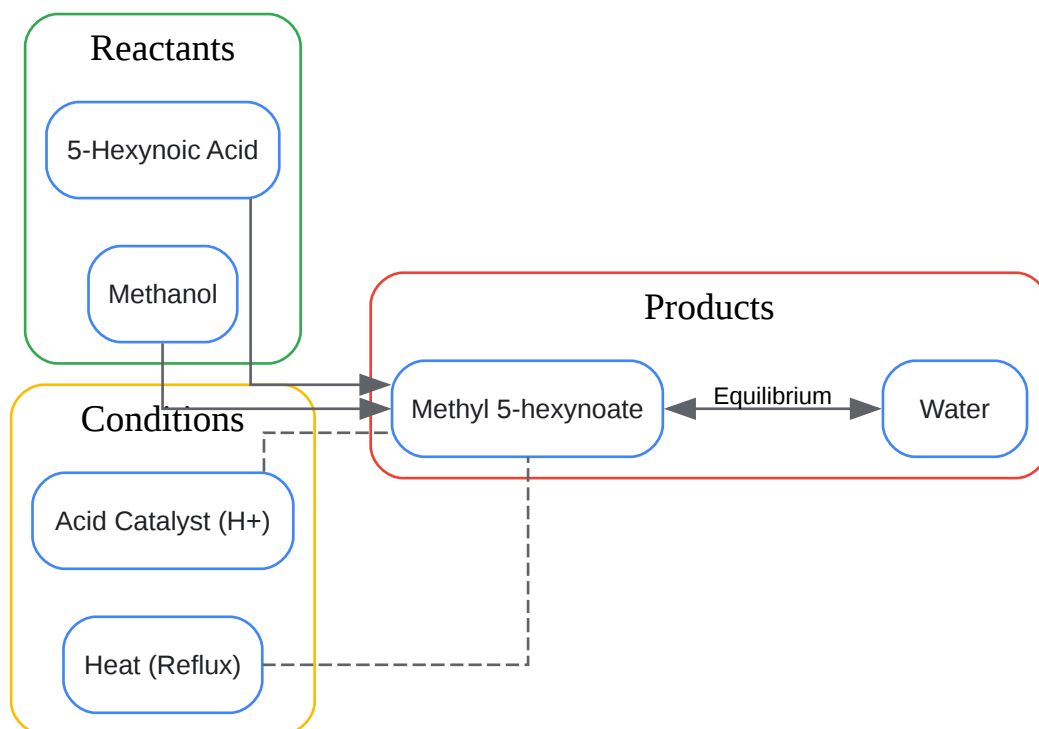 Reactants
5-Hexynoic Acid
Methanol
Products
Methyl 5-hexynoate
Equilibrium
Water
Conditions
Acid Catalyst (H+)
Heat (Reflux)